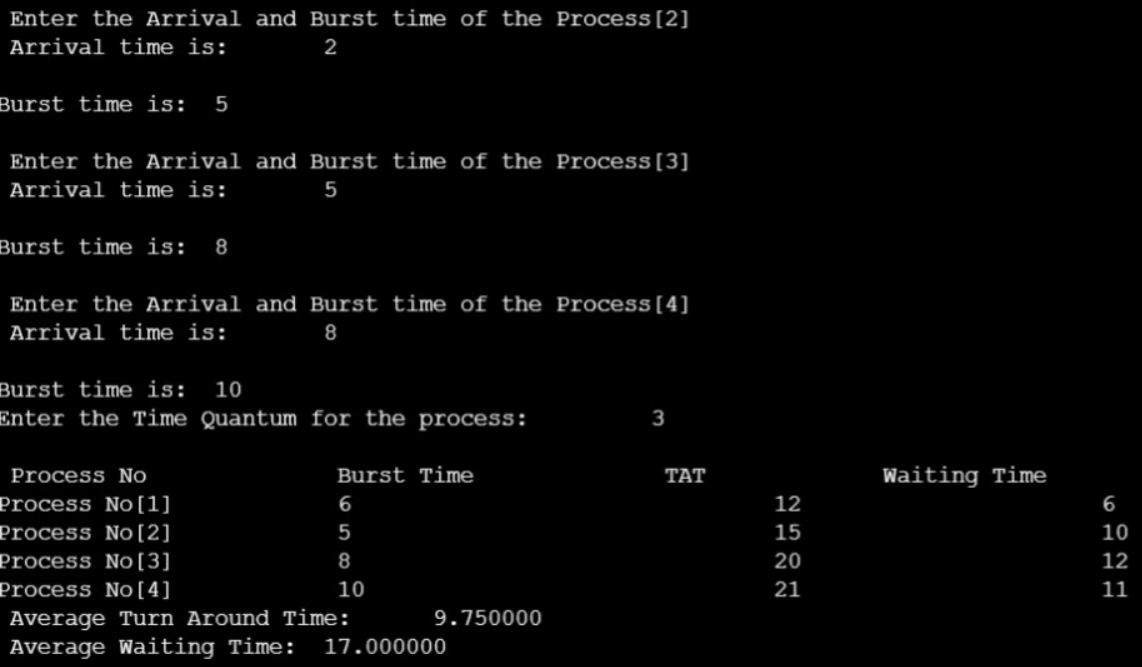 Enter the Arrival and Burst time of the Process[2]
Arrival time is: 2
Burst time is: 5
Enter the Arrival and Burst time of the Process[3]
Arrival time is: 5
Burst time is: 8
Enter the Arrival and Burst time of the Process[4]
Arrival time is: 8
Burst time is: 10
Enter the Time Quantum for the process: 3
Process No Burst Time TAT Waiting Time
Process No[1] 6 12 6
Process No[2] 5 15 10
Process No[3] 8 20 12
Process No[4] 10 21 11
Average Turn Around Time: 9.750000
Average Waiting Time: 17.000000